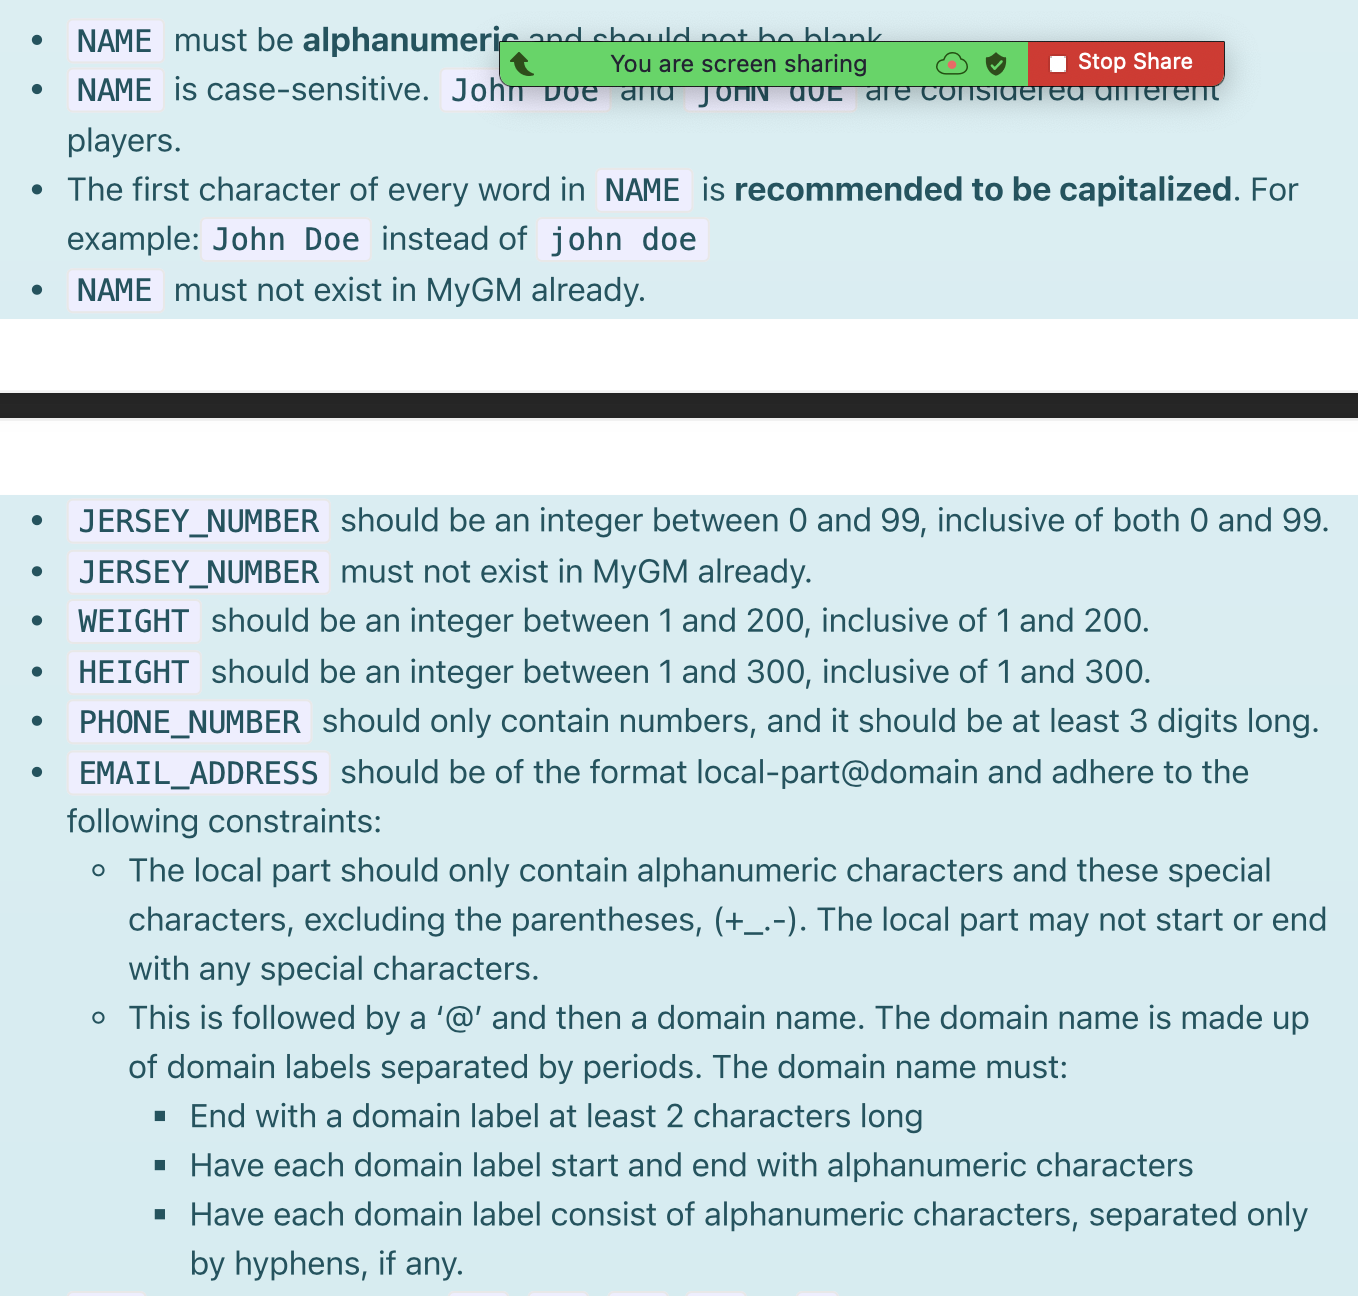 NAME must be alphanumeric and should not be blank
You are screen sharing
Stop Share
NAME is case-sensitive. John Doe and joHN dOE are considered different
players.
The first character of every word in NAME is recommended to be capitalized. For
example: John Doe instead of john doe
NAME must not exist in MyGM already.
JERSEY_NUMBER should be an integer between 0 and 99, inclusive of both 0 and 99.
JERSEY_NUMBER must not exist in MyGM already.
WEIGHT should be an integer between 1 and 200, inclusive of 1 and 200.
HEIGHT should be an integer between 1 and 300, inclusive of 1 and 300.
PHONE_NUMBER should only contain numbers, and it should be at least 3 digits long.
EMAIL_ADDRESS should be of the format local-part@domain and adhere to the
following constraints:
The local part should only contain alphanumeric characters and these special
characters, excluding the parentheses, (+_.-). The local part may not start or end
with any special characters.
This is followed by a ‘@’ and then a domain name. The domain name is made up
of domain labels separated by periods. The domain name must:
End with a domain label at least 2 characters long
Have each domain label start and end with alphanumeric characters
Have each domain label consist of alphanumeric characters, separated only
by hyphens, if any.